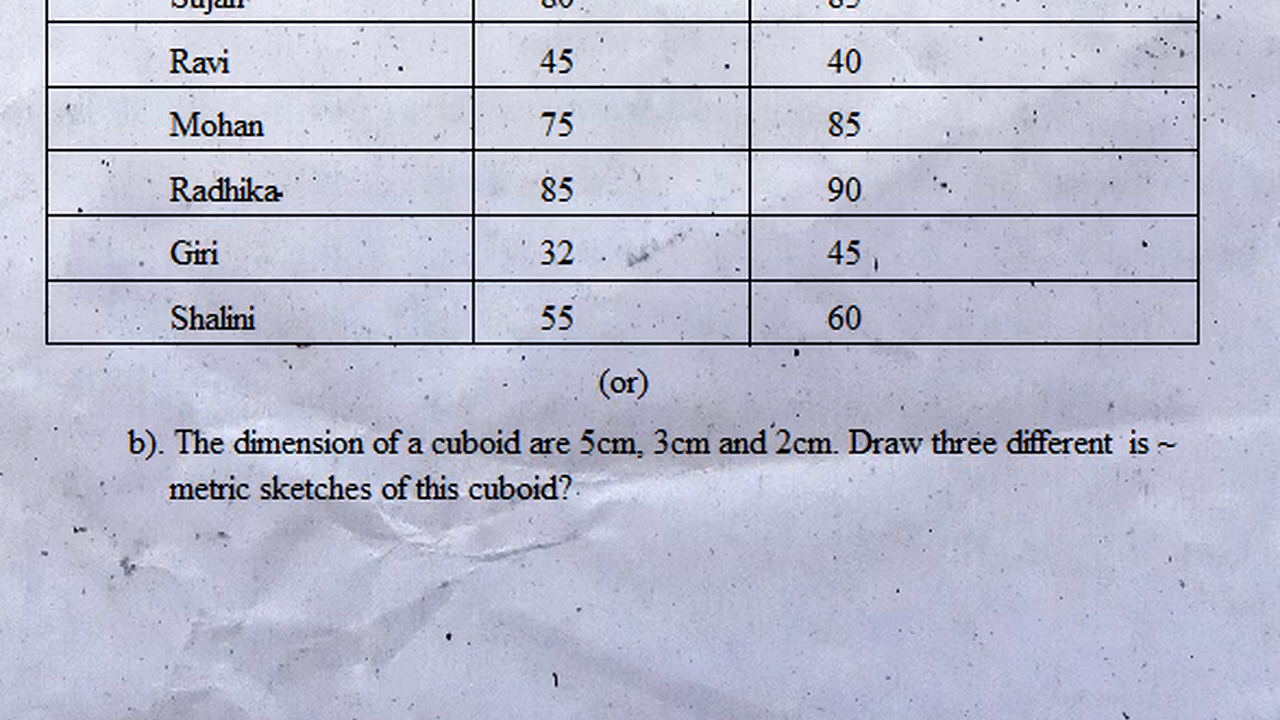 Ravi 45 40
Mohan 75 85
Radhika 85 90
Giri 32 45
Shalini 55 60
(or)
b). The dimension of a cuboid are 5cm, 3cm and 2cm. Draw three different is ~
metric sketches of this cuboid?